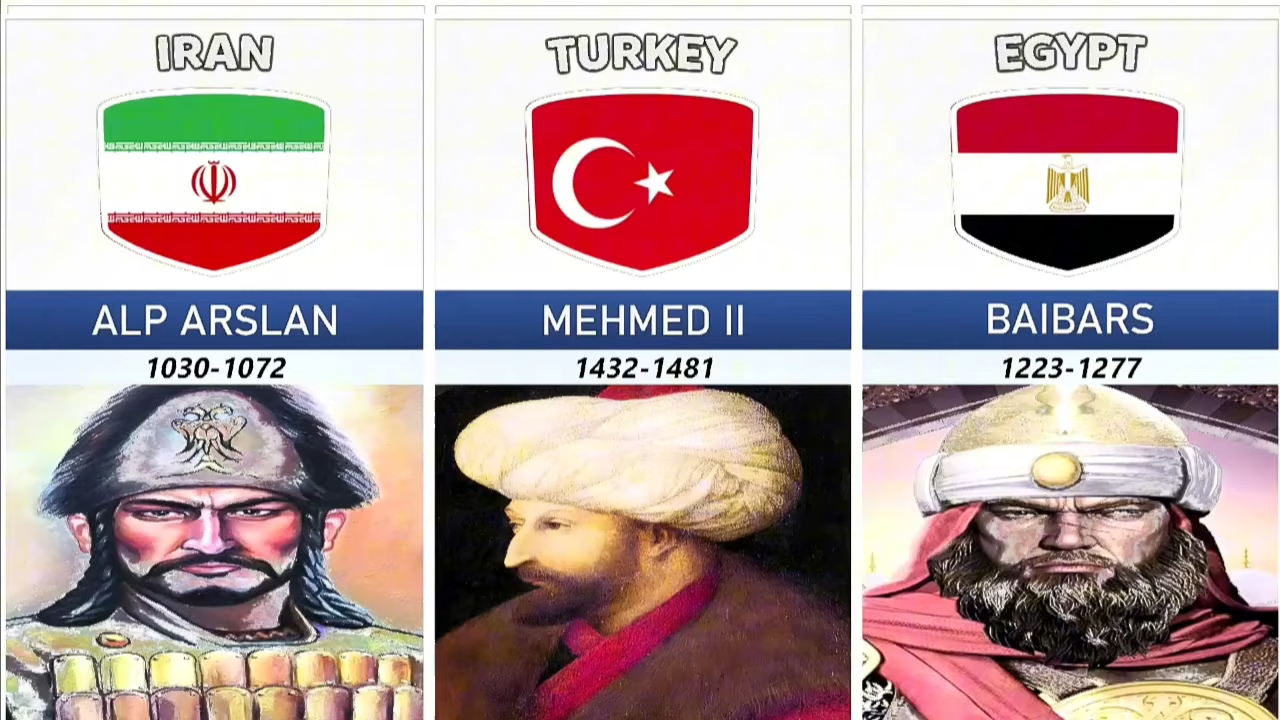 IRAN
TURKEY
EGYPT
ALP ARSLAN
MEHMED II
BAIBARS
1030-1072
1432-1481
1223-1277